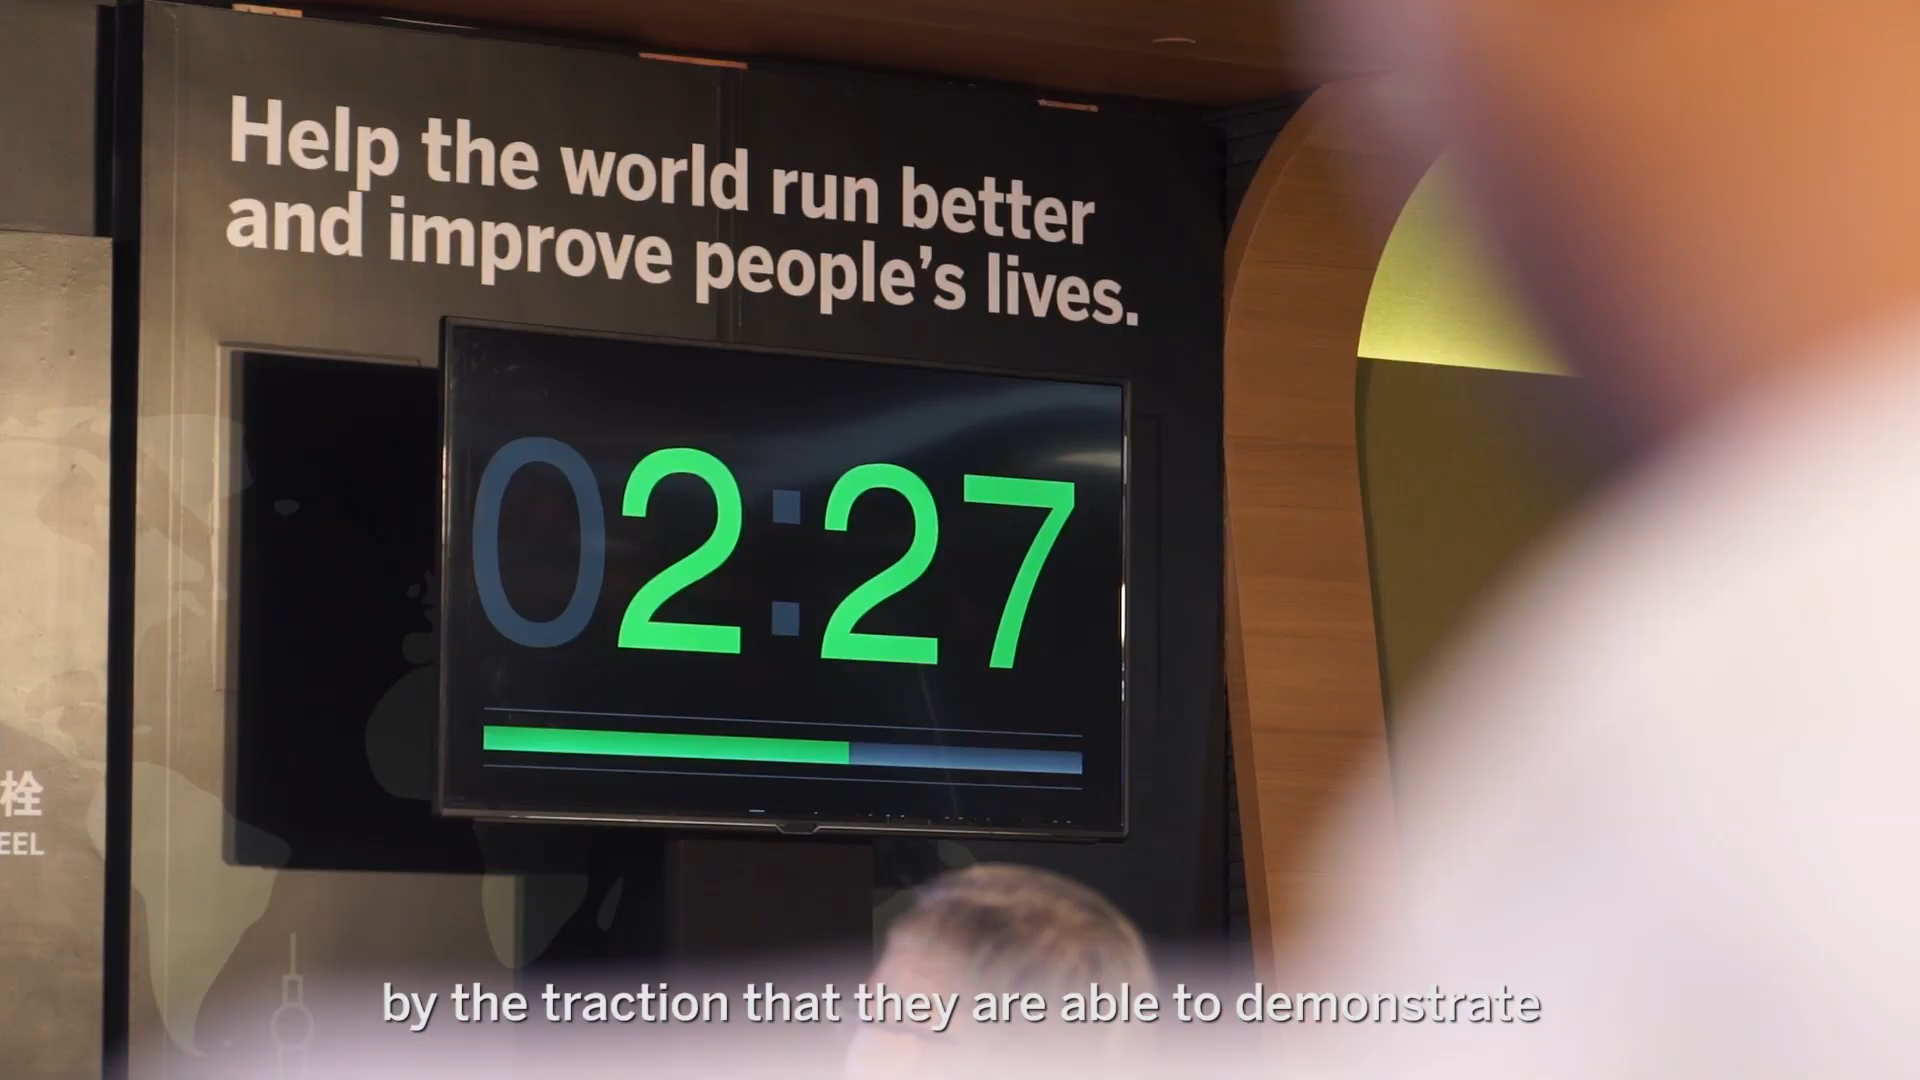 Help the world run better
and improve people's lives.
02:27
栓
EEL
by the traction that they are able to demonstrate